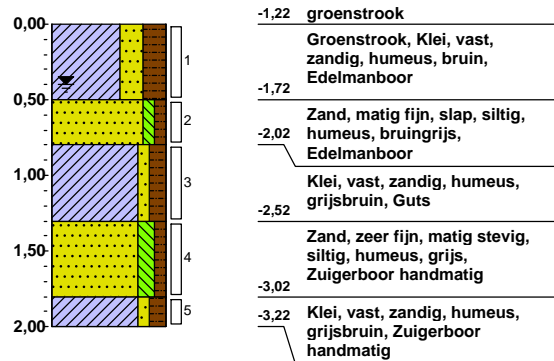 0,00
0,50
1,00
1,50
2,00
1
2
3
4
5
-1,22 groenstrook
Groenstrook, Klei, vast,
zandig, humeus, bruin,
Edelmanboor
-1,72
Zand, matig fijn, slap, siltig,
humeus, bruingrijs,
Edelmanboor
-2,02
Klei, vast, zandig, humeus,
grijsbruin, Guts
-2,52
Zand, zeer fijn, matig stevig,
siltig, humeus, grijs,
Zuigerboor handmatig
-3,02
Klei, vast, zandig, humeus,
grijsbruin, Zuigerboor
handmatig
-3,22